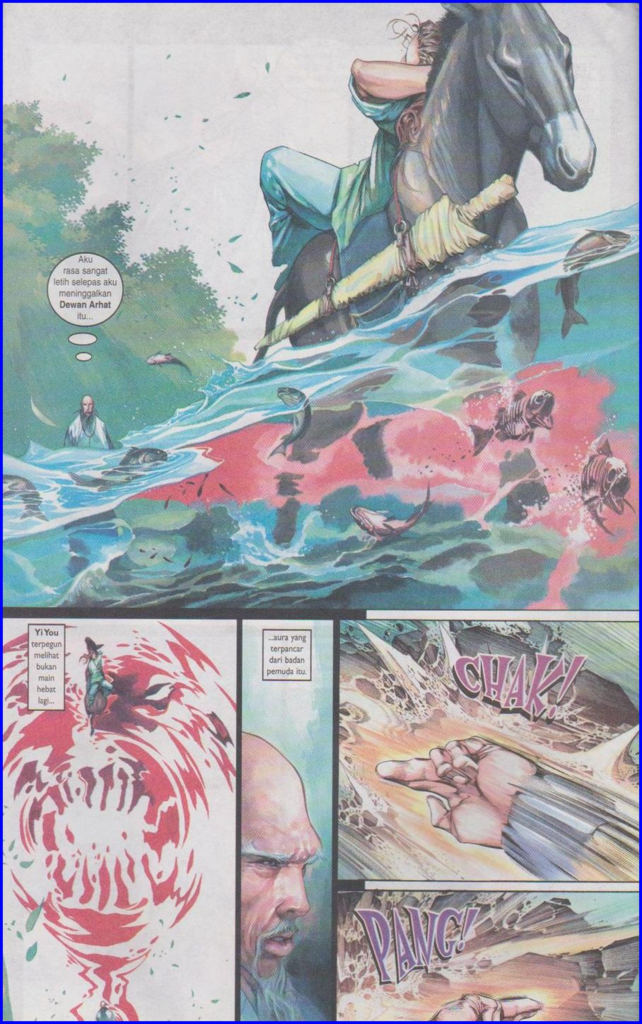 Aku
rasa sangat
letih selepas aku
meninggalkan
Dewan Arhat
itu...
Yi You
terpegun
melihat
bukan
main
hebat
lagi...
...aura yang
terpancar
dari badan
pemuda itu.
CHAK!
PANG!